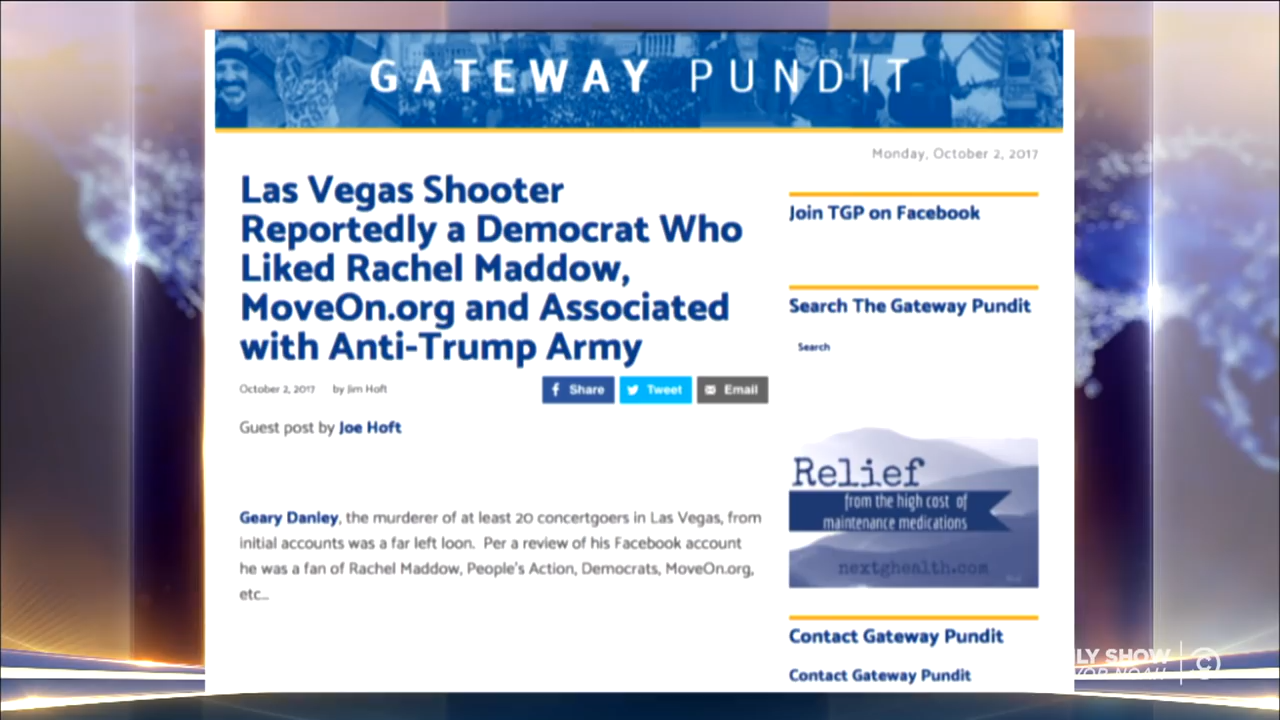 GATEWAY PUNDIT
Monday, October 2, 2017
Las Vegas Shooter
Reportedly a Democrat Who
Liked Rachel Maddow,
MoveOn.org and Associated
with Anti-Trump Army
October 2, 2017 by Jim Hoft
Share Tweet Email
Guest post by Joe Hoft
Geary Danley, the murderer of at least 20 concertgoers in Las Vegas, from
initial accounts was a far left loon. Per a review of his Facebook account
he was a fan of Rachel Maddow, People's Action, Democrats, MoveOn.org,
etc...
Join TGP on Facebook
Search The Gateway Pundit
Search
Relief
from the high cost of
maintenance medications
nextghealth.com
Contact Gateway Pundit
Contact Gateway Pundit
LY SHOW
VOR NOAH